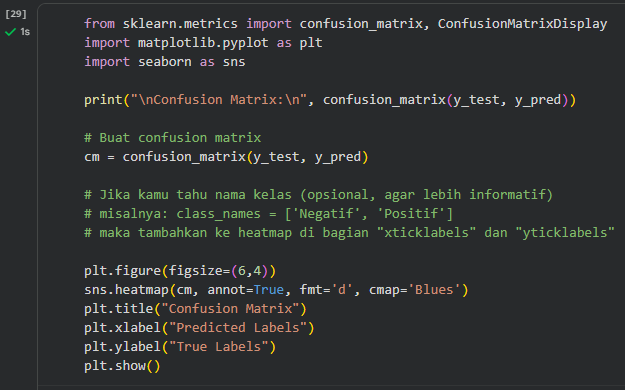 [29]
1s
from sklearn.metrics import confusion_matrix, ConfusionMatrixDisplay
import matplotlib.pyplot as plt
import seaborn as sns
print("\nConfusion Matrix:\n", confusion_matrix(y_test, y_pred))
# Buat confusion matrix
cm = confusion_matrix(y_test, y_pred)
# Jika kamu tahu nama kelas (opsional, agar lebih informatif)
# misalnya: class_names = ['Negatif', 'Positif']
# maka tambahkan ke heatmap di bagian "xticklabels" dan "yticklabels"
plt.figure(figsize=(6,4))
sns.heatmap(cm, annot=True, fmt='d', cmap='Blues')
plt.title("Confusion Matrix")
plt.xlabel("Predicted Labels")
plt.ylabel("True Labels")
plt.show()